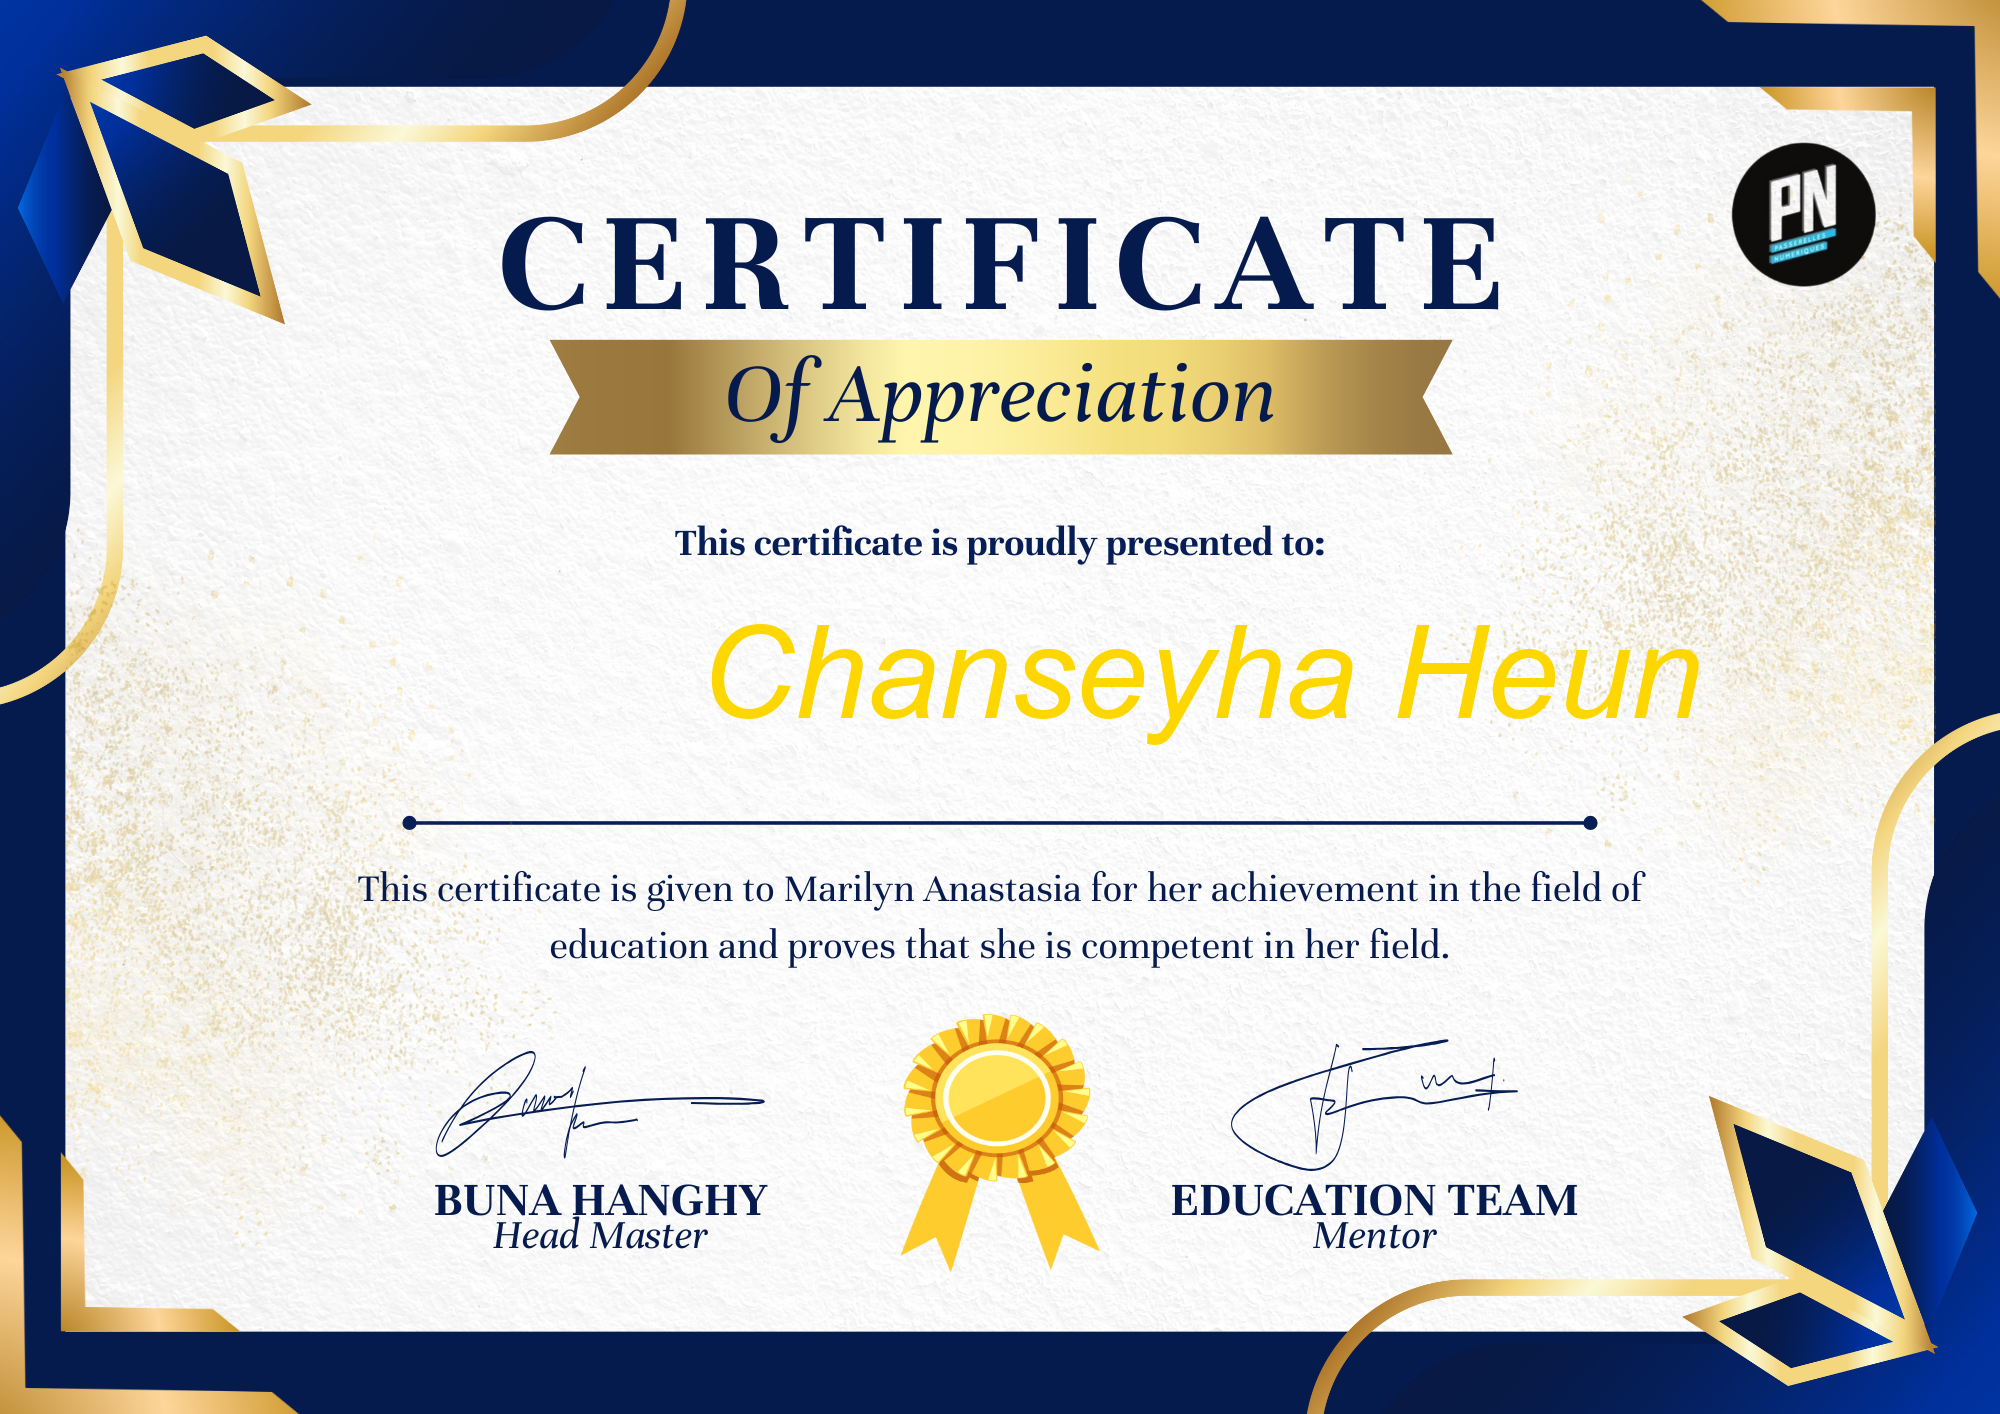 PN
PASSERELLES
NUMERIQUES
CERTIFICATE
Of Appreciation
This certificate is proudly presented to:
Chanseyha Heun
This certificate is given to Marilyn Anastasia for her achievement in the field of
education and proves that she is competent in her field.
BUNA HANGHY
Head Master
EDUCATION TEAM
Mentor